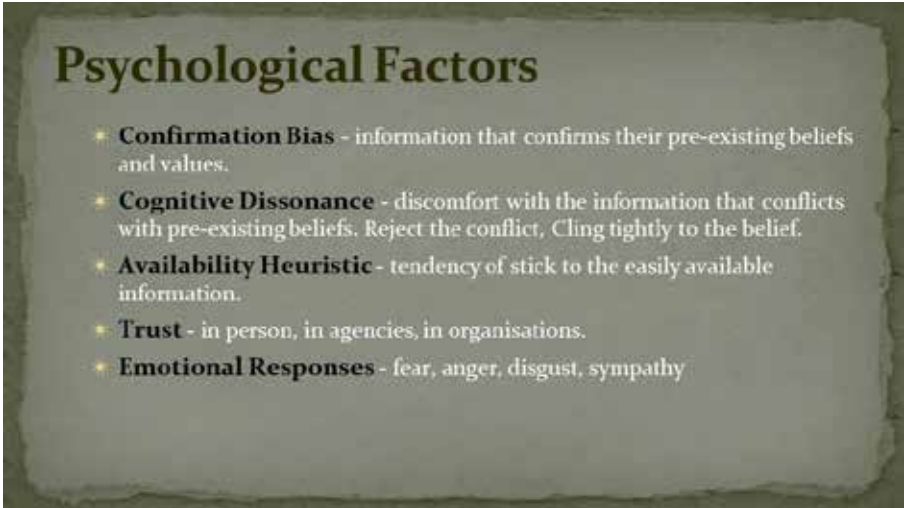 Psychological Factors
Confirmation Bias - information that confirms their pre-existing beliefs
and values.
Cognitive Dissonance - discomfort with the information that conflicts
with pre-existing beliefs. Reject the conflict, Cling tightly to the belief.
Availability Heuristic - tendency of stick to the easily available
information.
Trust - in person, in agencies, in organisations.
Emotional Responses - fear, anger, disgust, sympathy